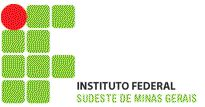 INSTITUTO FEDERAL
SUDESTE DE MINAS GERAIS